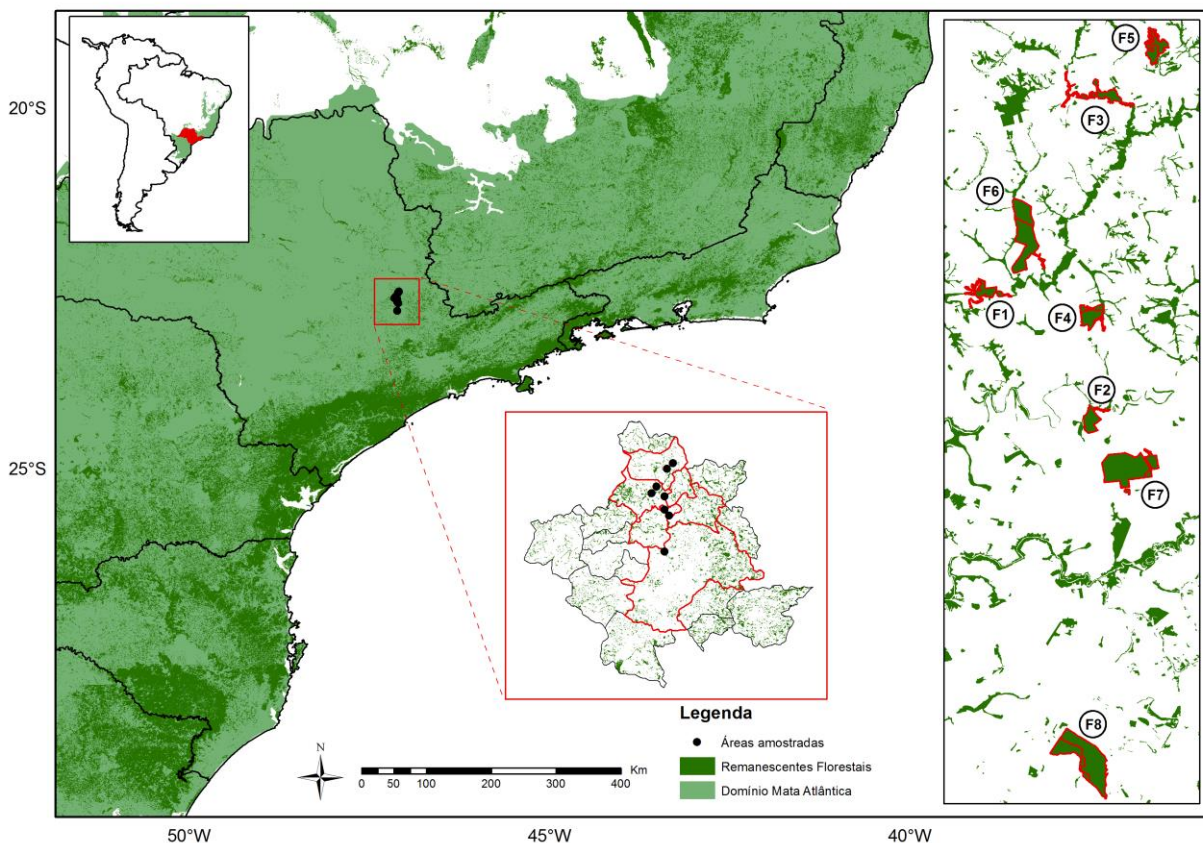 20°S
25°S
50°W
45°W
40°W
F5
F3
F6
F1
F4
F2
F7
F8
Legenda
Áreas amostradas
Remanescentes Florestais
Domínio Mata Atlântica
N
Km
0 50 100 200 300 400